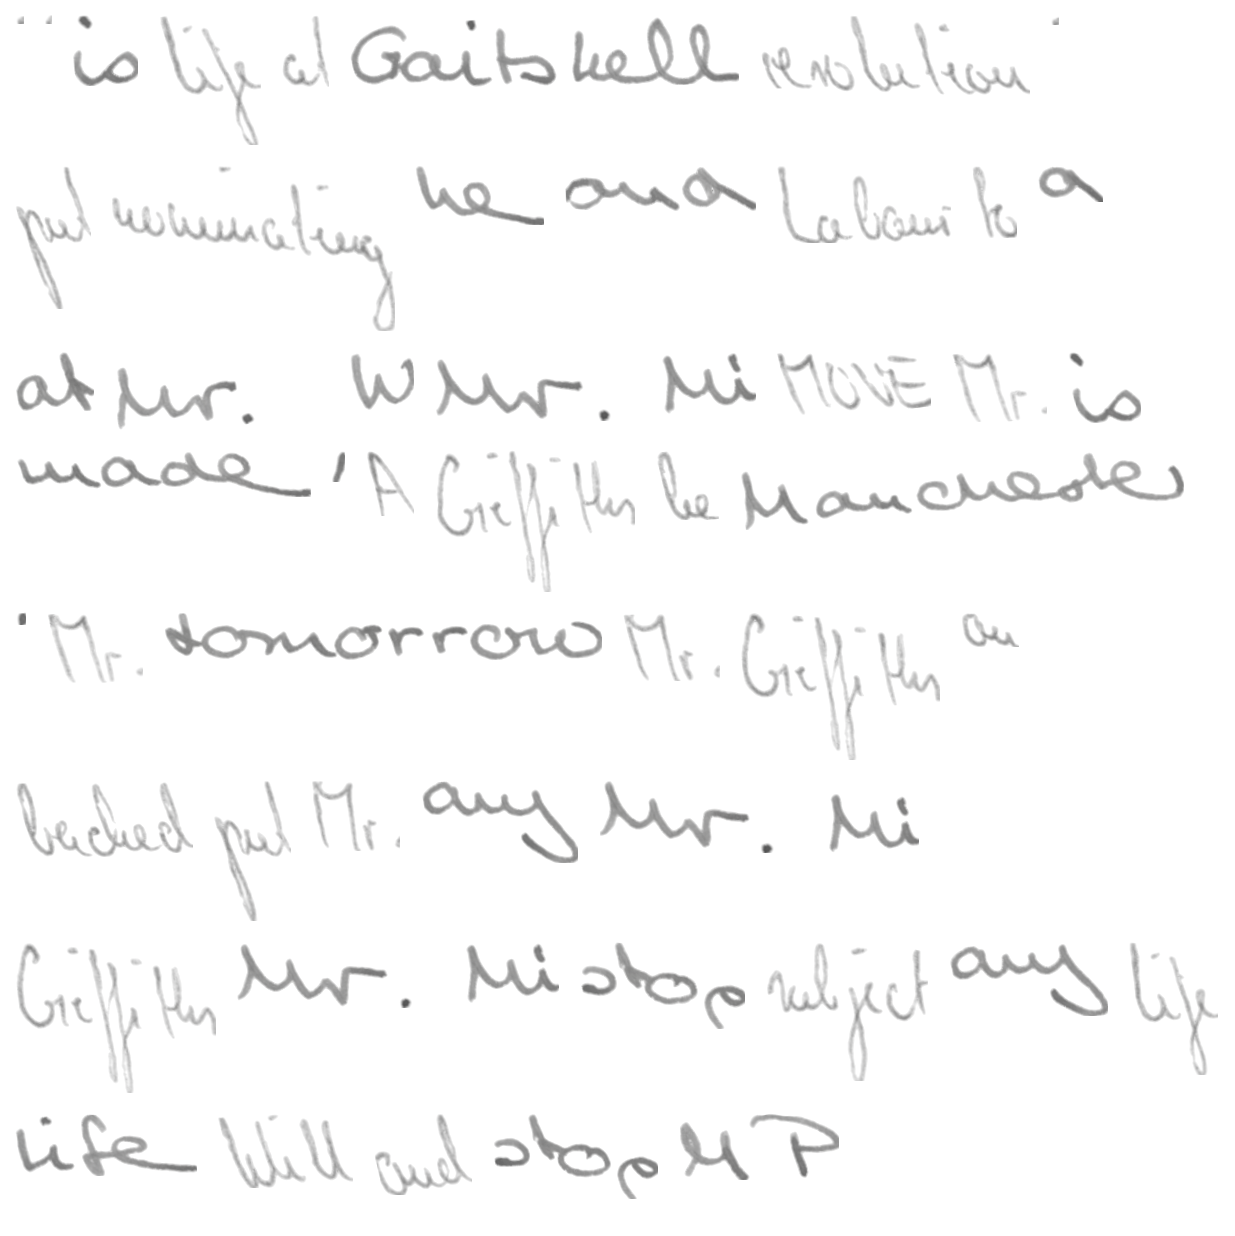 " is life at Gaitskell resolution '
put nominating he and Labour to a
at Mr. W Mr. Mi MOVE Mr. is
made ' A Griffiths be Manchester
' Mr. tomorrow Mr. Griffiths an
backed put Mr. any Mr. Mi
Griffiths Mr. Mi stop subject any life
life Will and stop M P